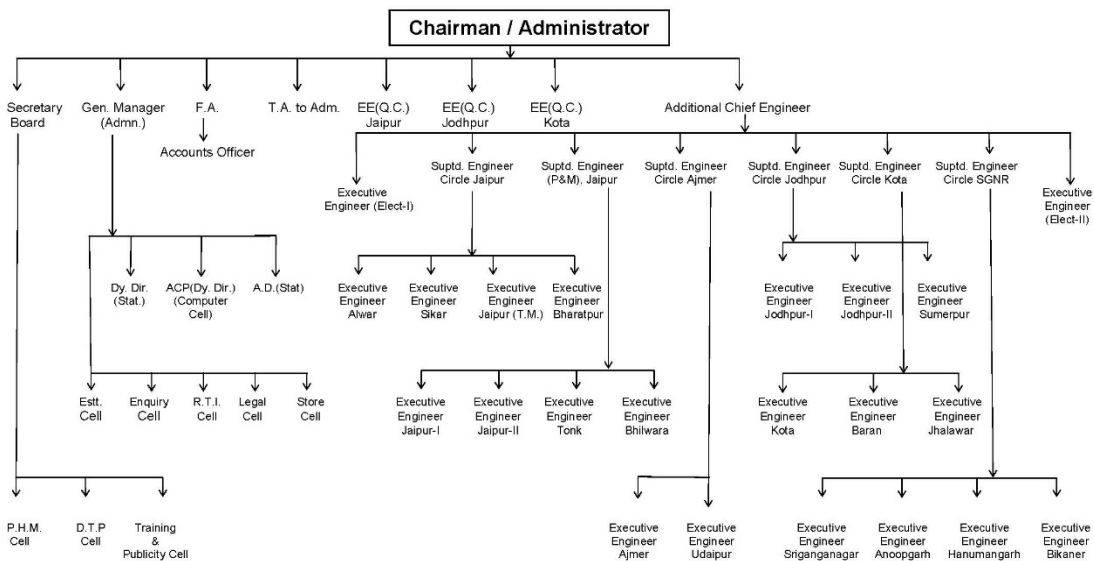 Chairman / Administrator
Secretary
Board
Gen. Manager
(Admn.)
F.A.
T.A. to Adm.
EE(Q.C.)
Jaipur
EE(Q.C.)
Jodhpur
EE(Q.C.)
Kota
Additional Chief Engineer
Accounts Officer
Executive
Engineer (Elect-I)
Suptd. Engineer
Circle Jaipur
Suptd. Engineer
(P&M), Jaipur
Suptd. Engineer
Circle Ajmer
Suptd. Engineer
Circle Jodhpur
Suptd. Engineer
Circle Kota
Suptd. Engineer
Circle SGNR
Executive
Engineer
(Elect-II)
Dy. Dir.
(Stat.)
ACP(Dy. Dir.)
(Computer
Cell)
A.D.(Stat)
Executive
Engineer
Alwar
Executive
Engineer
Sikar
Executive
Engineer
Jaipur (T.M.)
Executive
Engineer
Bharatpur
Executive
Engineer
Jodhpur-I
Executive
Engineer
Jodhpur-II
Executive
Engineer
Sumerpur
Estt.
Cell
Enquiry
Cell
R.T.I.
Cell
Legal
Cell
Store
Cell
Executive
Engineer
Jaipur-I
Executive
Engineer
Jaipur-II
Executive
Engineer
Tonk
Executive
Engineer
Bhilwara
Executive
Engineer
Kota
Executive
Engineer
Baran
Executive
Engineer
Jhalawar
P.H.M.
Cell
D.T.P
Cell
Training
&
Publicity Cell
Executive
Engineer
Ajmer
Executive
Engineer
Udaipur
Executive
Engineer
Sriganganagar
Executive
Engineer
Anoopgarh
Executive
Engineer
Hanumangarh
Executive
Engineer
Bikaner